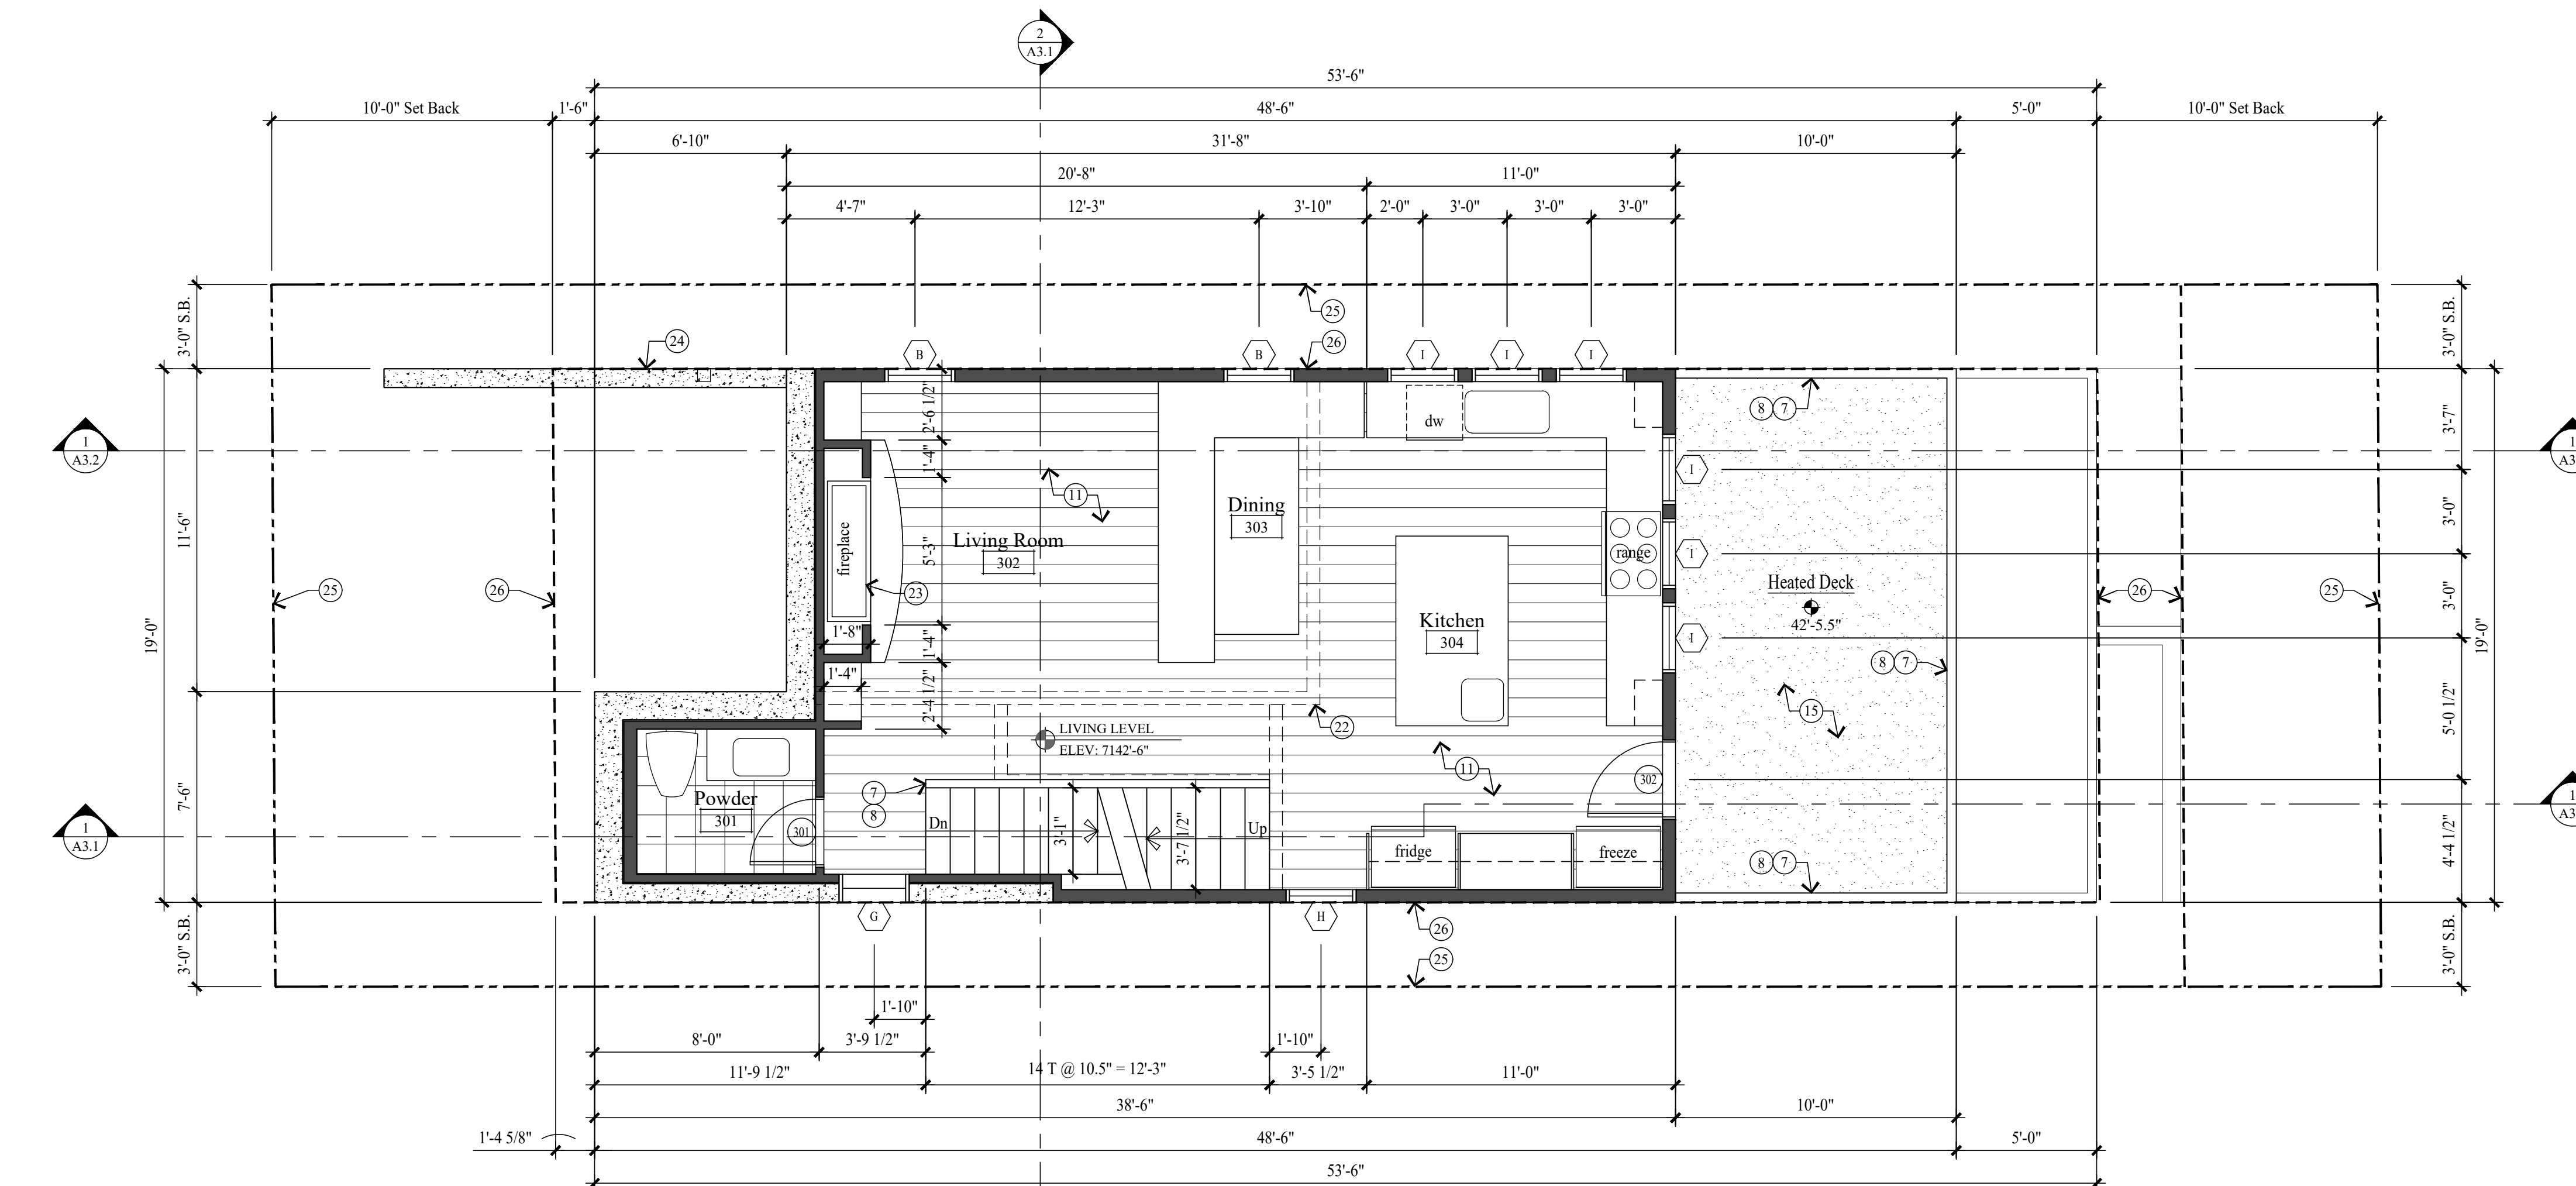 2
A3.1
53'-6"
10'-0" Set Back
1'-6"
48'-6"
5'-0"
10'-0" Set Back
6'-10"
31'-8"
10'-0"
20'-8"
11'-0"
4'-7"
12'-3"
3'-10"
2'-0"
3'-0"
3'-0"
3'-0"
3'-0" S.B.
25
3'-0" S.B.
24
26
B
B
I
I
I
1
A3.2
2'-6 1/2"
dw
8
7
3'-7"
1
A3
1'-4"
I
11'-6"
11
Dining
303
3'-0"
fireplace
5'-3"
Living Room
302
range
I
25
26
23
Heated Deck
26
25
3'-0"
19'-0"
1'-8"
1'-4"
Kitchen
304
42'-5.5"
I
19'-0"
1'-4"
8
7
2'-4 1/2"
15
5'-0 1/2"
LIVING LEVEL
22
ELEV: 7142'-6"
11
302
7'-6"
7
8
Powder
301
301
Dn
3'-1"
3'-7 1/2"
Up
1
A3.1
1
A3
fridge
freeze
8
7
4'-4 1/2"
G
H
26
3'-0" S.B.
25
3'-0" S.B.
1'-10"
8'-0"
3'-9 1/2"
1'-10"
11'-9 1/2"
14 T @ 10.5" = 12'-3"
3'-5 1/2"
11'-0"
38'-6"
10'-0"
1'-4 5/8"
48'-6"
5'-0"
53'-6"